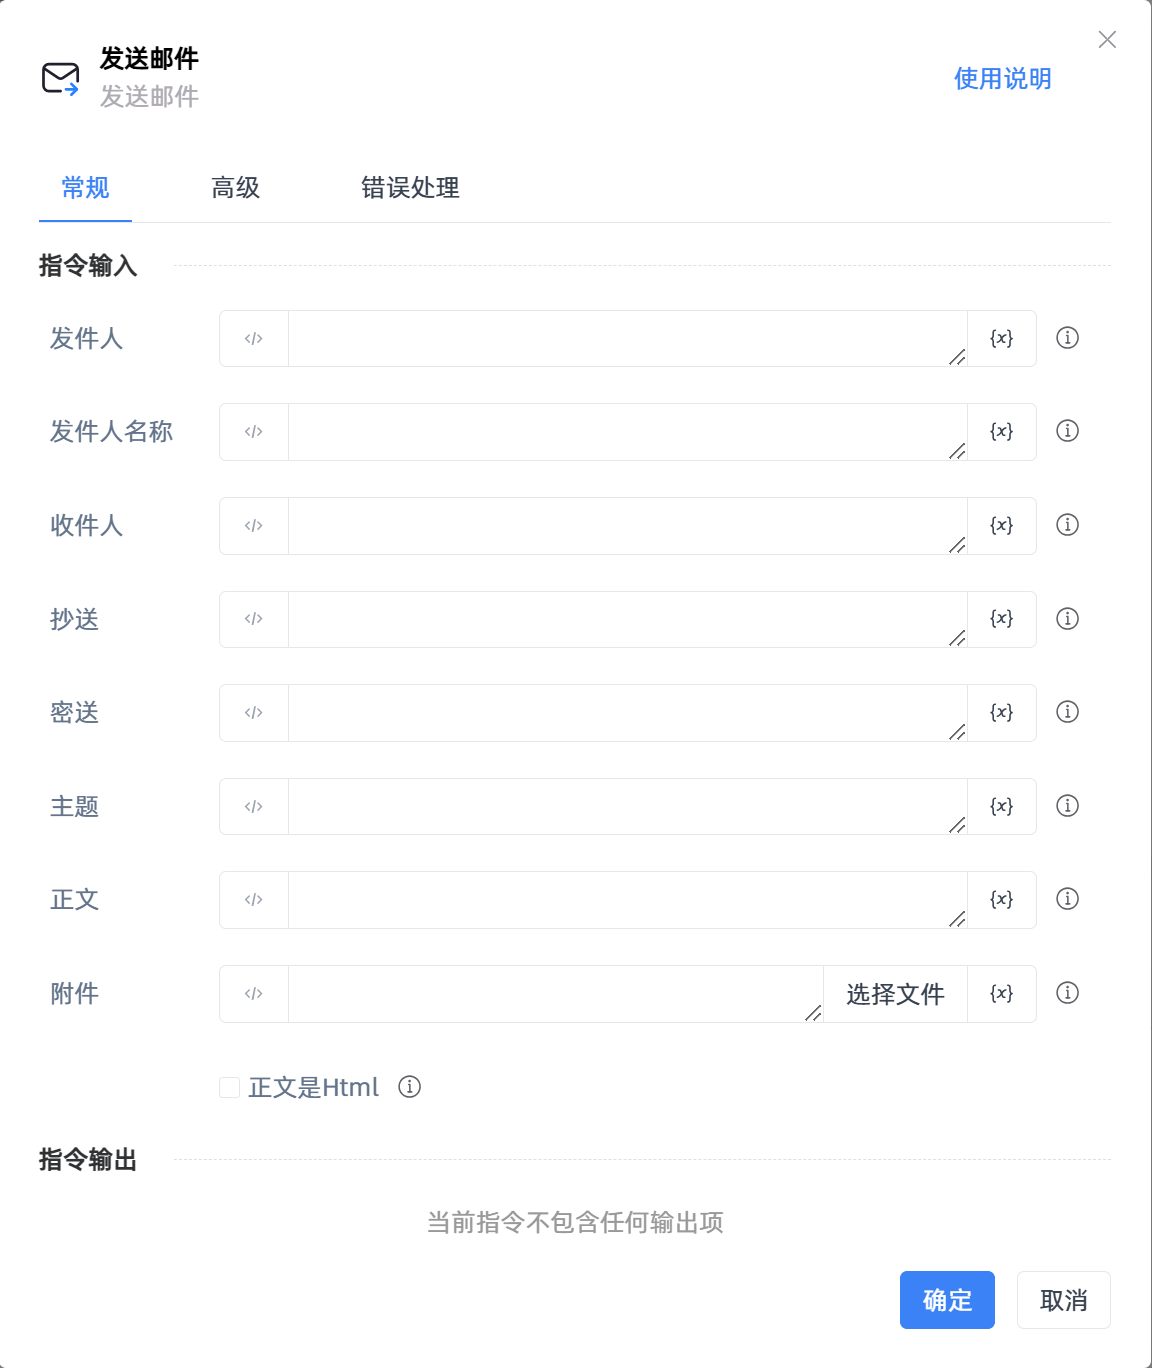 发送邮件
发送邮件
使用说明
常规 高级 错误处理
指令输入
发件人 </> {x}
发件人名称 </> {x}
收件人 </> {x}
抄送 </> {x}
密送 </> {x}
主题 </> {x}
正文 </> {x}
附件 </> 选择文件 {x}
正文是Html
指令输出
当前指令不包含任何输出项
确定 取消